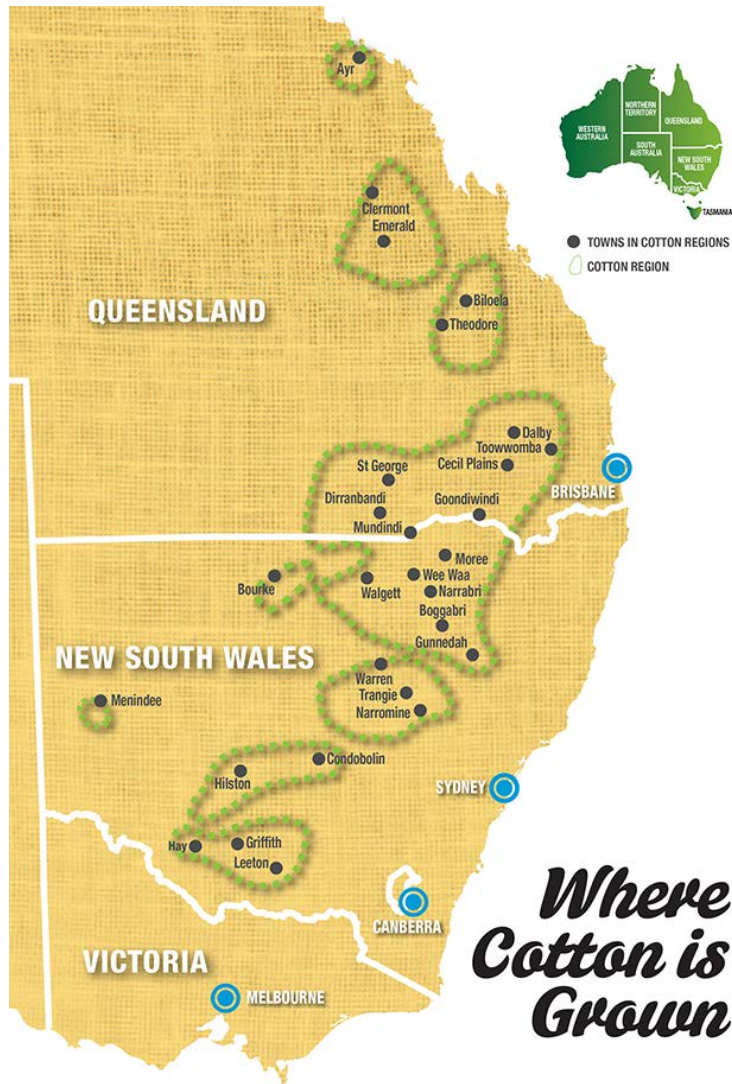 Ayr
WESTERN
AUSTRALIA
NORTHERN
TERRITORY
QUEENSLAND
SOUTH
AUSTRALIA
NEW SOUTH
WALES
VICTORIA
TASMANIA
TOWNS IN COTTON REGIONS
COTTON REGION
Clermont
Emerald
QUEENSLAND
Biloela
Theodore
Dalby
Toowwomba
Cecil Plains
St George
BRISBANE
Dirranbandi
Goondiwindi
Mundindi
Moree
Bourke
Walgett
Wee Waa
Narrabri
Boggabri
Gunnedah
NEW SOUTH WALES
Warren
Trangie
Narromine
Menindee
Condobolin
Hilston
SYDNEY
Hay
Griffith
Leeton
CANBERRA
VICTORIA
MELBOURNE
Where
Cotton is
Grown